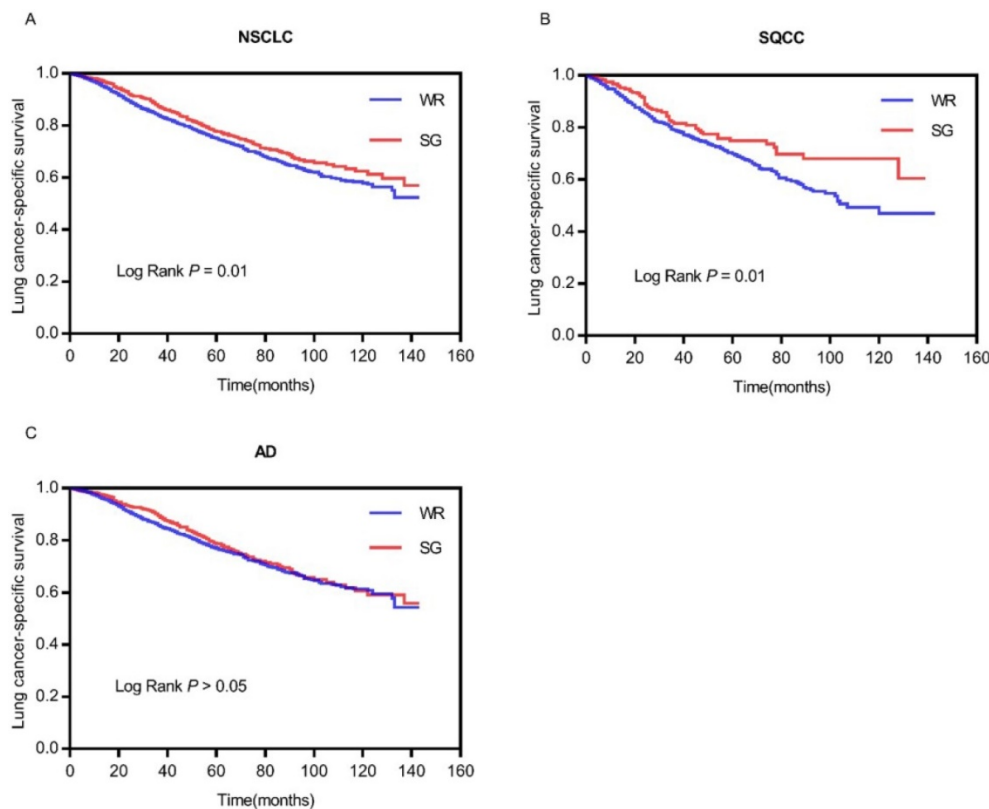 A
NSCLC
1.0
0.8
0.6
0.4
0.2
0.0
Lung cancer-specific survival
WR
SG
Log Rank P = 0.01
0 20 40 60 80 100 120 140 160
Time(months)
B
SQCC
1.0
0.8
0.6
0.4
0.2
0.0
Lung cancer-specific survival
WR
SG
Log Rank P = 0.01
0 20 40 60 80 100 120 140 160
Time(months)
C
AD
1.0
0.8
0.6
0.4
0.2
0.0
Lung cancer-specific survival
WR
SG
Log Rank P > 0.05
0 20 40 60 80 100 120 140 160
Time(months)